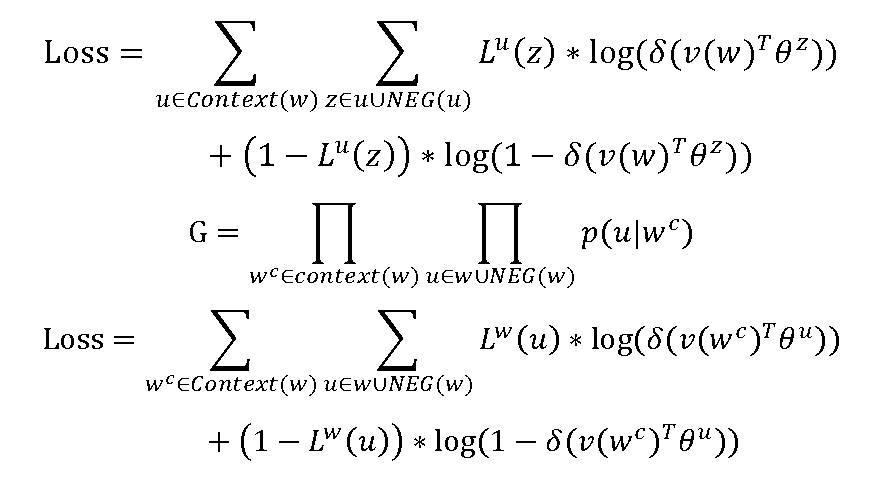 Loss = ∑_{u∈Context(w)} ∑_{z∈u∪NEG(u)} L^u(z) ∗ log(δ(v(w)^T θ^z))
+ (1 − L^u(z)) ∗ log(1 − δ(v(w)^T θ^z))
G = ∏_{w^c∈context(w)} ∏_{u∈w∪NEG(w)} p(u|w^c)
Loss = ∑_{w^c∈Context(w)} ∑_{u∈w∪NEG(w)} L^w(u) ∗ log(δ(v(w^c)^T θ^u))
+ (1 − L^w(u)) ∗ log(1 − δ(v(w^c)^T θ^u))